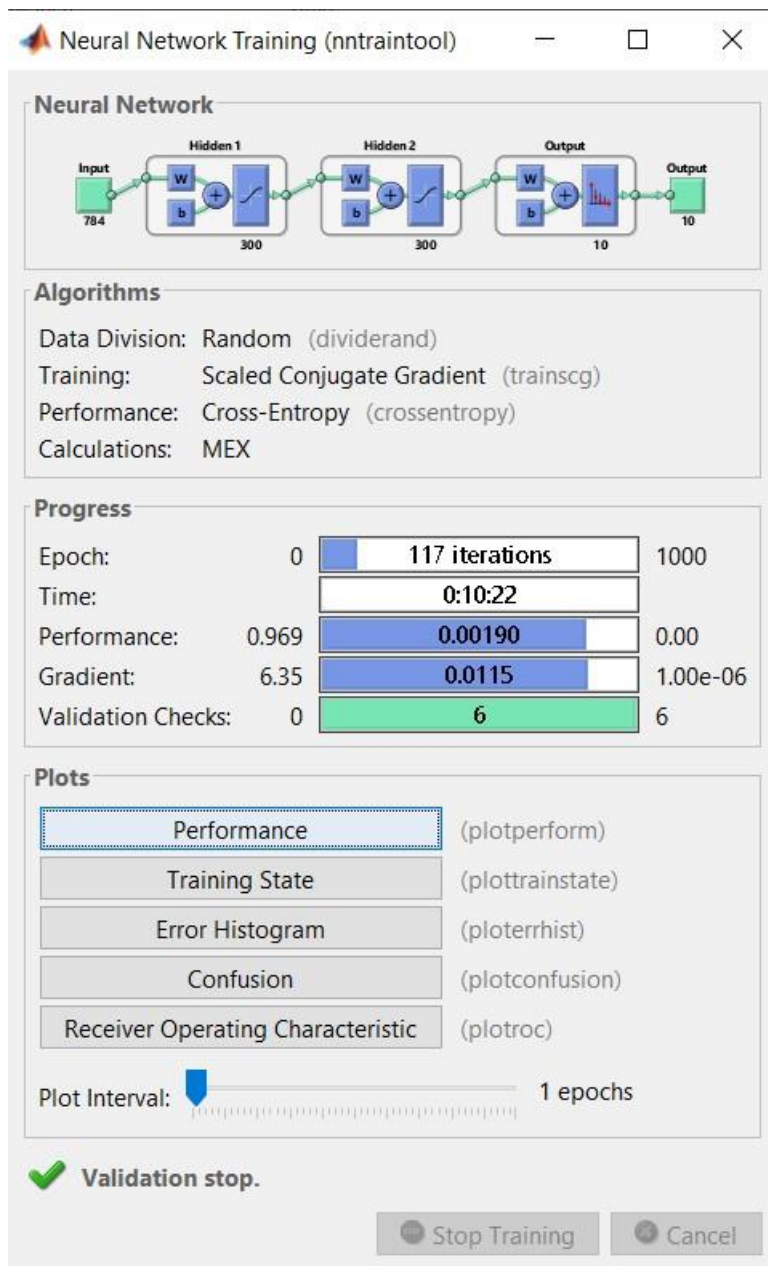 Neural Network Training (nntraintool)
Neural Network
Hidden 1 Hidden 2 Output
Input Output
W W W
+ + +
b b b
784 10
300 300 10
Algorithms
Data Division: Random (dividerand)
Training: Scaled Conjugate Gradient (trainscg)
Performance: Cross-Entropy (crossentropy)
Calculations: MEX
Progress
Epoch: 0 117 iterations 1000
Time: 0:10:22
Performance: 0.969 0.00190 0.00
Gradient: 6.35 0.0115 1.00e-06
Validation Checks: 0 6 6
Plots
Performance (plotperform)
Training State (plottrainstate)
Error Histogram (ploterrhist)
Confusion (plotconfusion)
Receiver Operating Characteristic (plotroc)
Plot Interval: 1 epochs
Validation stop.
Stop Training Cancel